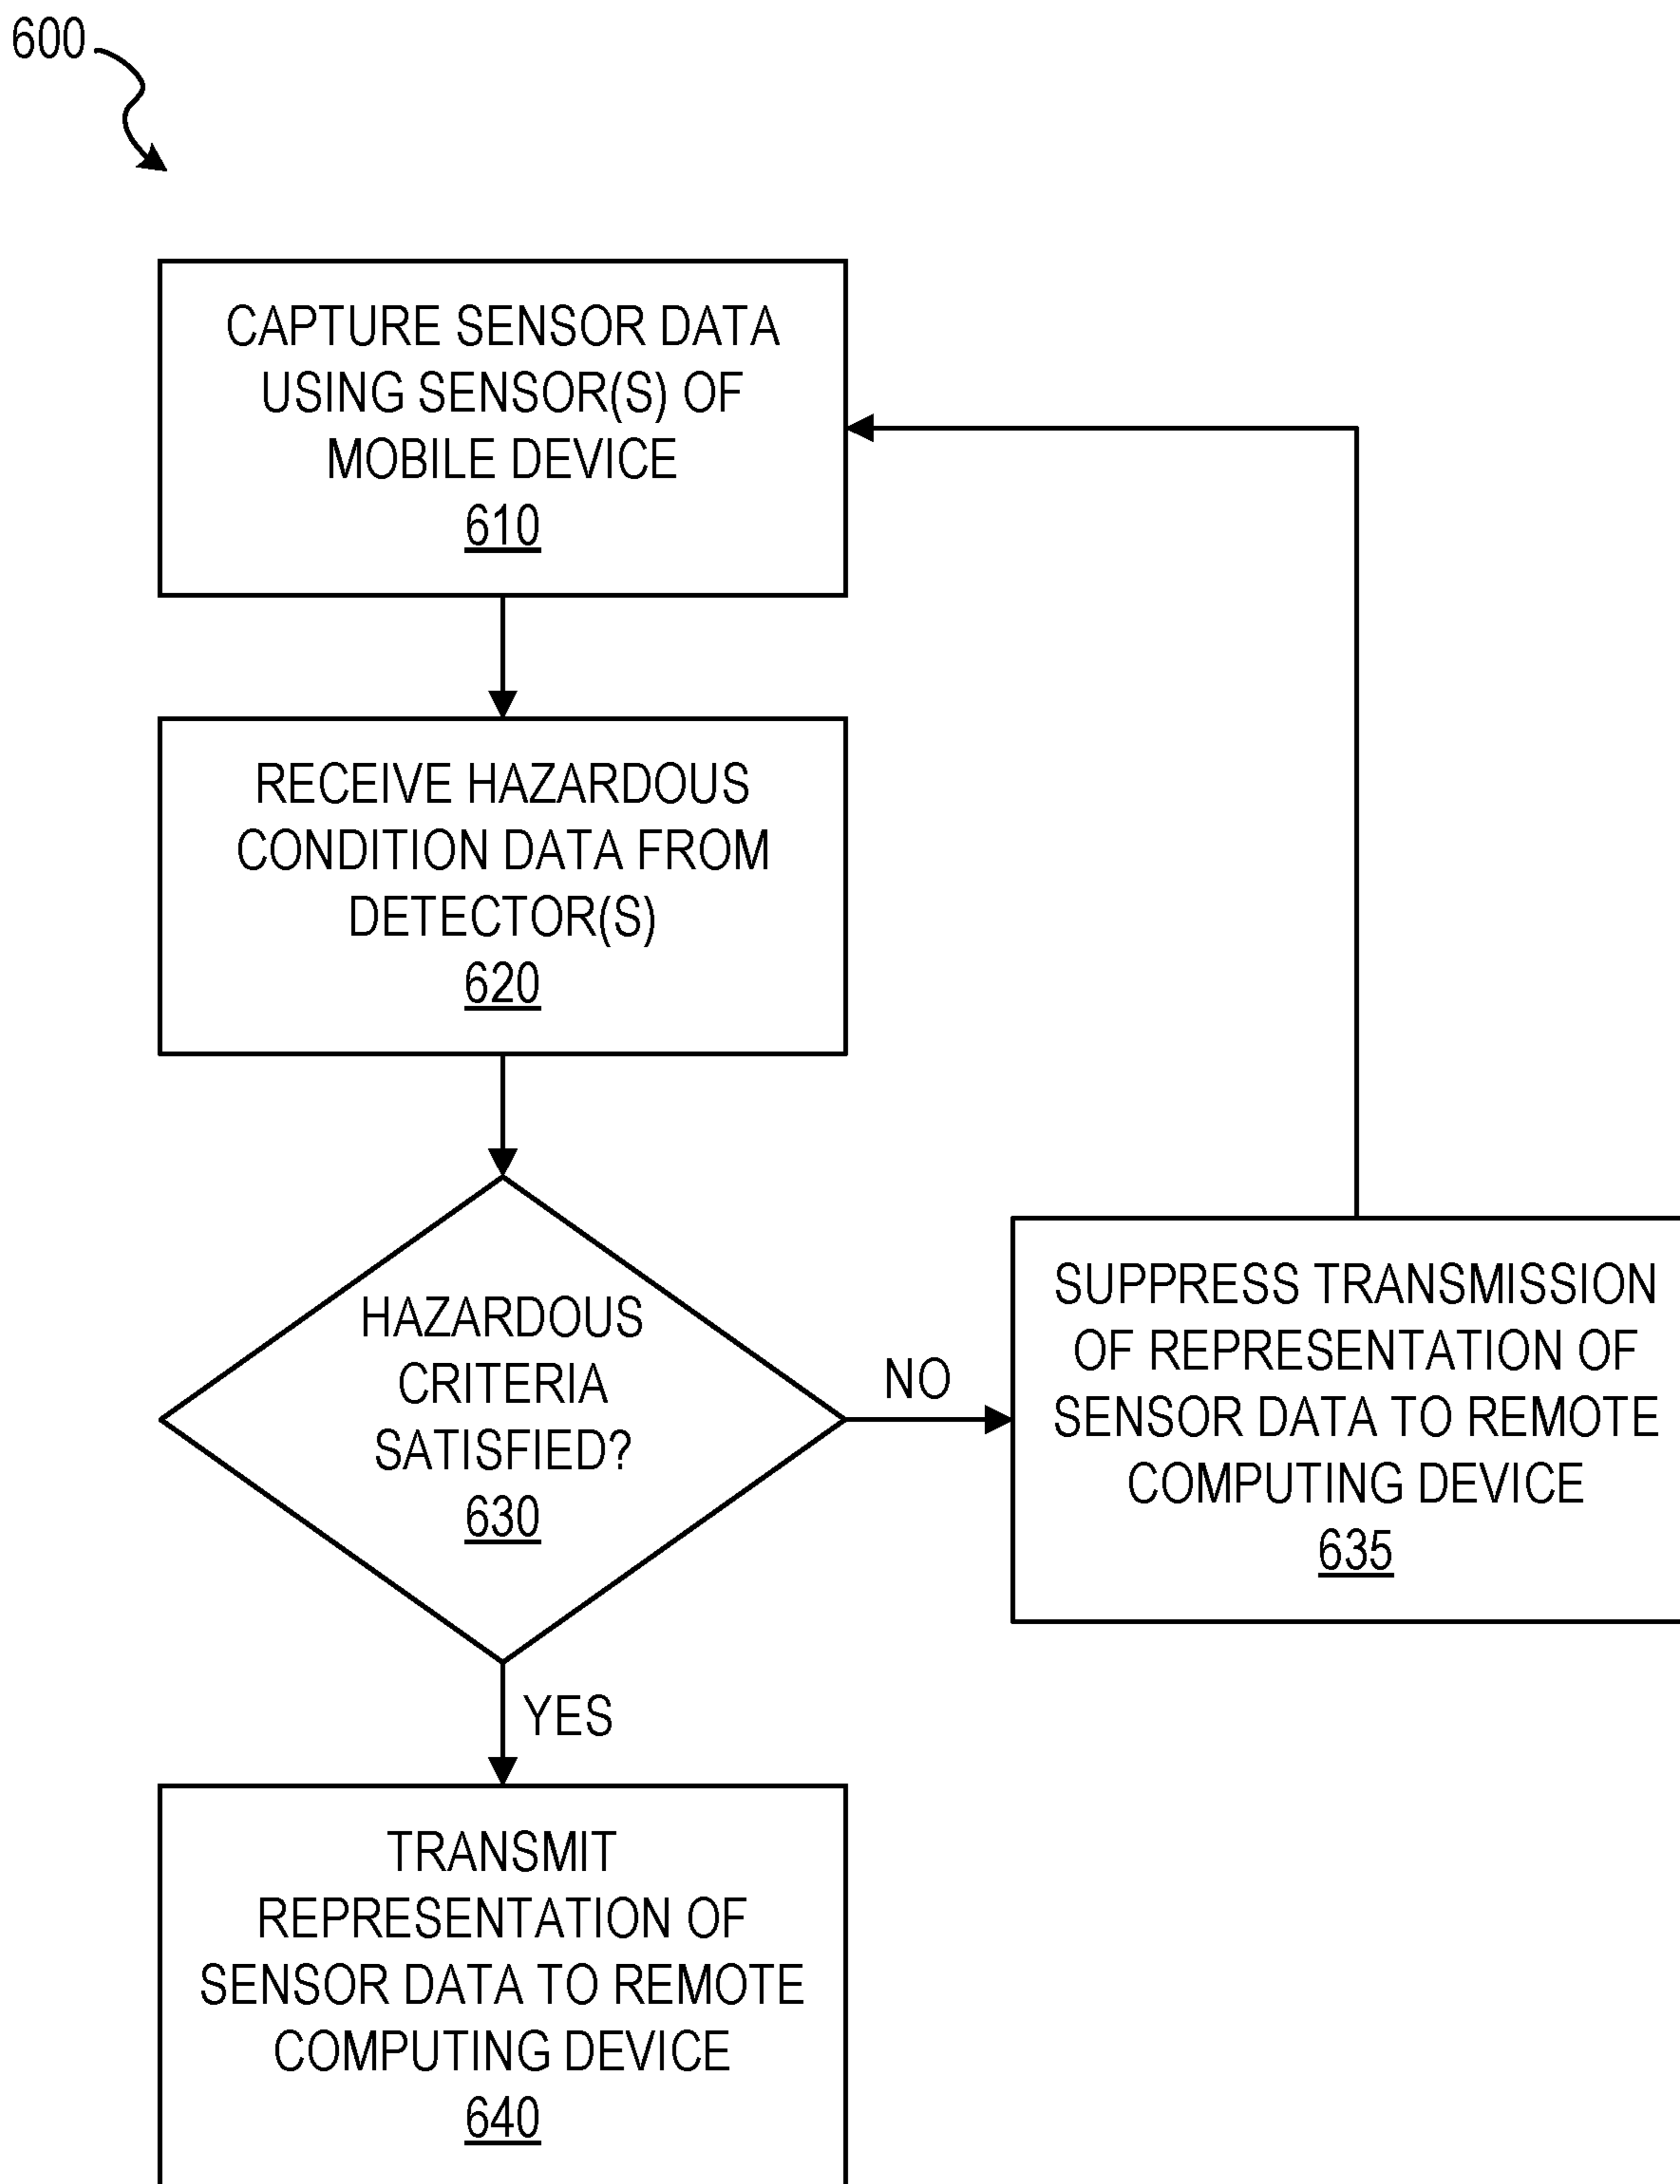 600
CAPTURE SENSOR DATA
USING SENSOR(S) OF
MOBILE DEVICE
610
RECEIVE HAZARDOUS
CONDITION DATA FROM
DETECTOR(S)
620
HAZARDOUS
CRITERIA
SATISFIED?
630
NO
SUPPRESS TRANSMISSION
OF REPRESENTATION OF
SENSOR DATA TO REMOTE
COMPUTING DEVICE
635
YES
TRANSMIT
REPRESENTATION OF
SENSOR DATA TO REMOTE
COMPUTING DEVICE
640